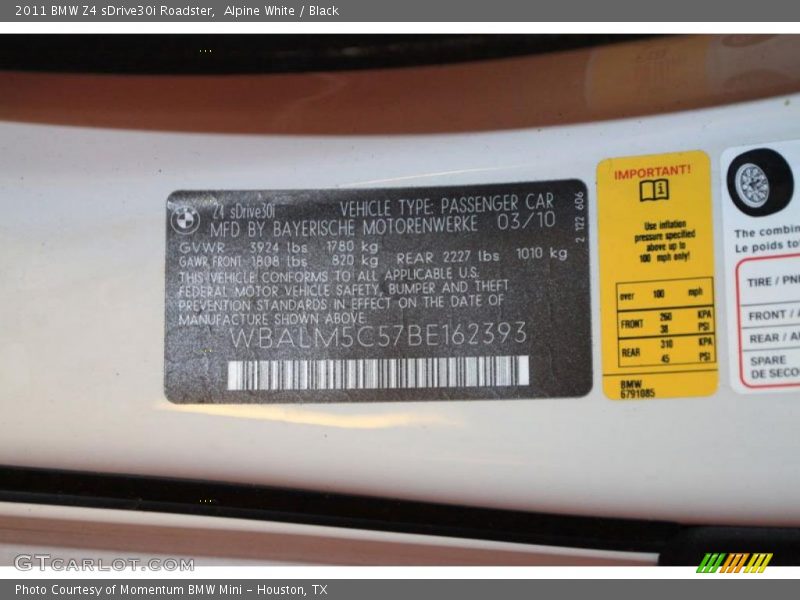 2011 BMW Z4 sDrive30i Roadster,  Alpine White / Black
Z4 sDrive30i VEHICLE TYPE: PASSENGER CAR
MFD BY BAYERISCHE MOTORENWERKE 03/10
GVWR 3924 lbs 1780 kg
GAWR FRONT 1808 lbs 820 kg REAR 2227 lbs 1010 kg
THIS VEHICLE CONFORMS TO ALL APPLICABLE U.S.
FEDERAL MOTOR VEHICLE SAFETY, BUMPER AND THEFT
PREVENTION STANDARDS IN EFFECT ON THE DATE OF
MANUFACTURE SHOWN ABOVE
WBALM5C57BE162393
2 122 606
IMPORTANT!
Use inflation
pressure specified
above up to
100 mph only!
over 100 mph
FRONT 260 KPA
38 PSI
REAR 310 KPA
45 PSI
BMW
6791085
The combin
Le poids to
TIRE / PNE
FRONT / A
REAR / AR
SPARE
DE SECO
GTCARLOT.COM
Photo Courtesy of Momentum BMW Mini - Houston, TX